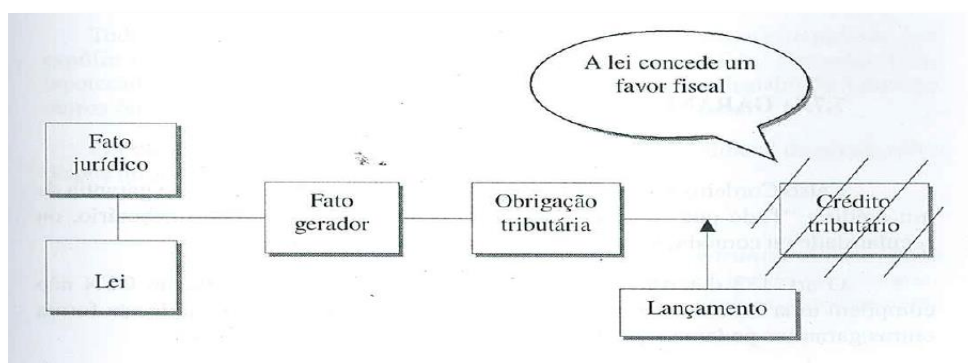 A lei concede um
favor fiscal
Fato
jurídico
Fato
gerador
Obrigação
tributária
Crédito
tributário
Lei
Lançamento